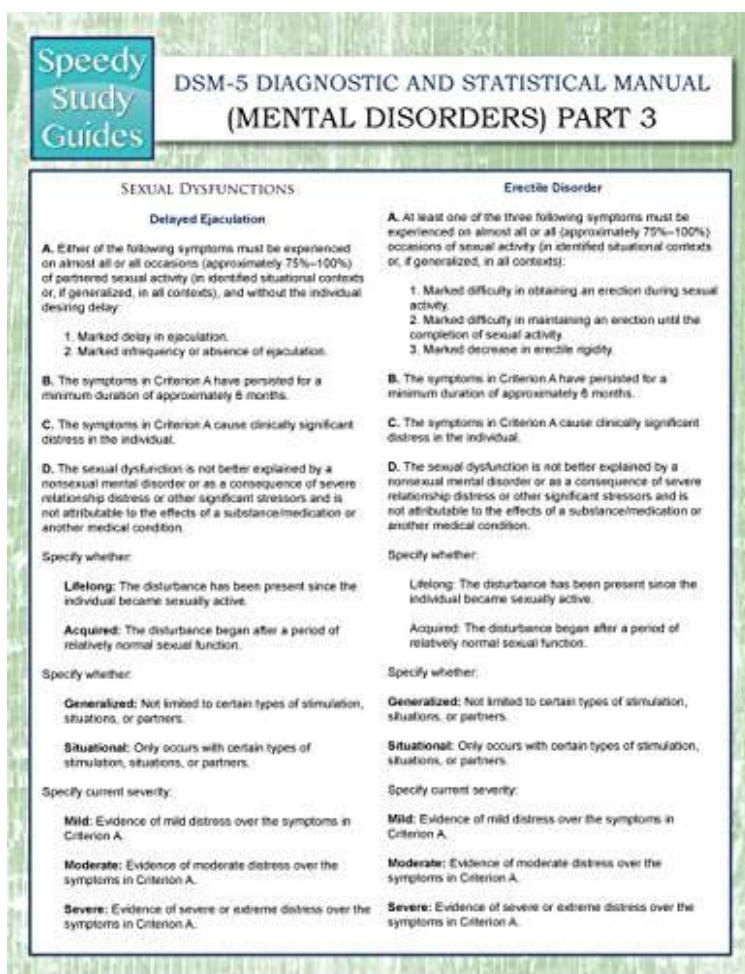 Speedy
Study
Guides
DSM-5 DIAGNOSTIC AND STATISTICAL MANUAL
(MENTAL DISORDERS) PART 3
SEXUAL DYSFUNCTIONS
Delayed Ejaculation
A. Either of the following symptoms must be experienced
on almost all or all occasions (approximately 75%–100%)
of partnered sexual activity (in identified situational contexts
or, if generalized, in all contexts), and without the individual
desiring delay:
1. Marked delay in ejaculation.
2. Marked infrequency or absence of ejaculation.
B. The symptoms in Criterion A have persisted for a
minimum duration of approximately 6 months.
C. The symptoms in Criterion A cause clinically significant
distress in the individual.
D. The sexual dysfunction is not better explained by a
nonsexual mental disorder or as a consequence of severe
relationship distress or other significant stressors and is
not attributable to the effects of a substance/medication or
another medical condition.
Specify whether:
Lifelong: The disturbance has been present since the
individual became sexually active.
Acquired: The disturbance began after a period of
relatively normal sexual function.
Specify whether:
Generalized: Not limited to certain types of stimulation,
situations, or partners.
Situational: Only occurs with certain types of
stimulation, situations, or partners.
Specify current severity:
Mild: Evidence of mild distress over the symptoms in
Criterion A.
Moderate: Evidence of moderate distress over the
symptoms in Criterion A.
Severe: Evidence of severe or extreme distress over the
symptoms in Criterion A.
Erectile Disorder
A. At least one of the three following symptoms must be
experienced on almost all or all (approximately 75%–100%)
occasions of sexual activity (in identified situational contexts
or, if generalized, in all contexts):
1. Marked difficulty in obtaining an erection during sexual
activity.
2. Marked difficulty in maintaining an erection until the
completion of sexual activity.
3. Marked decrease in erectile rigidity.
B. The symptoms in Criterion A have persisted for a
minimum duration of approximately 6 months.
C. The symptoms in Criterion A cause clinically significant
distress in the individual.
D. The sexual dysfunction is not better explained by a
nonsexual mental disorder or as a consequence of severe
relationship distress or other significant stressors and is
not attributable to the effects of a substance/medication or
another medical condition.
Specify whether:
Lifelong: The disturbance has been present since the
individual became sexually active.
Acquired: The disturbance began after a period of
relatively normal sexual function.
Specify whether:
Generalized: Not limited to certain types of stimulation,
situations, or partners.
Situational: Only occurs with certain types of stimulation,
situations, or partners.
Specify current severity:
Mild: Evidence of mild distress over the symptoms in
Criterion A.
Moderate: Evidence of moderate distress over the
symptoms in Criterion A.
Severe: Evidence of severe or extreme distress over the
symptoms in Criterion A.